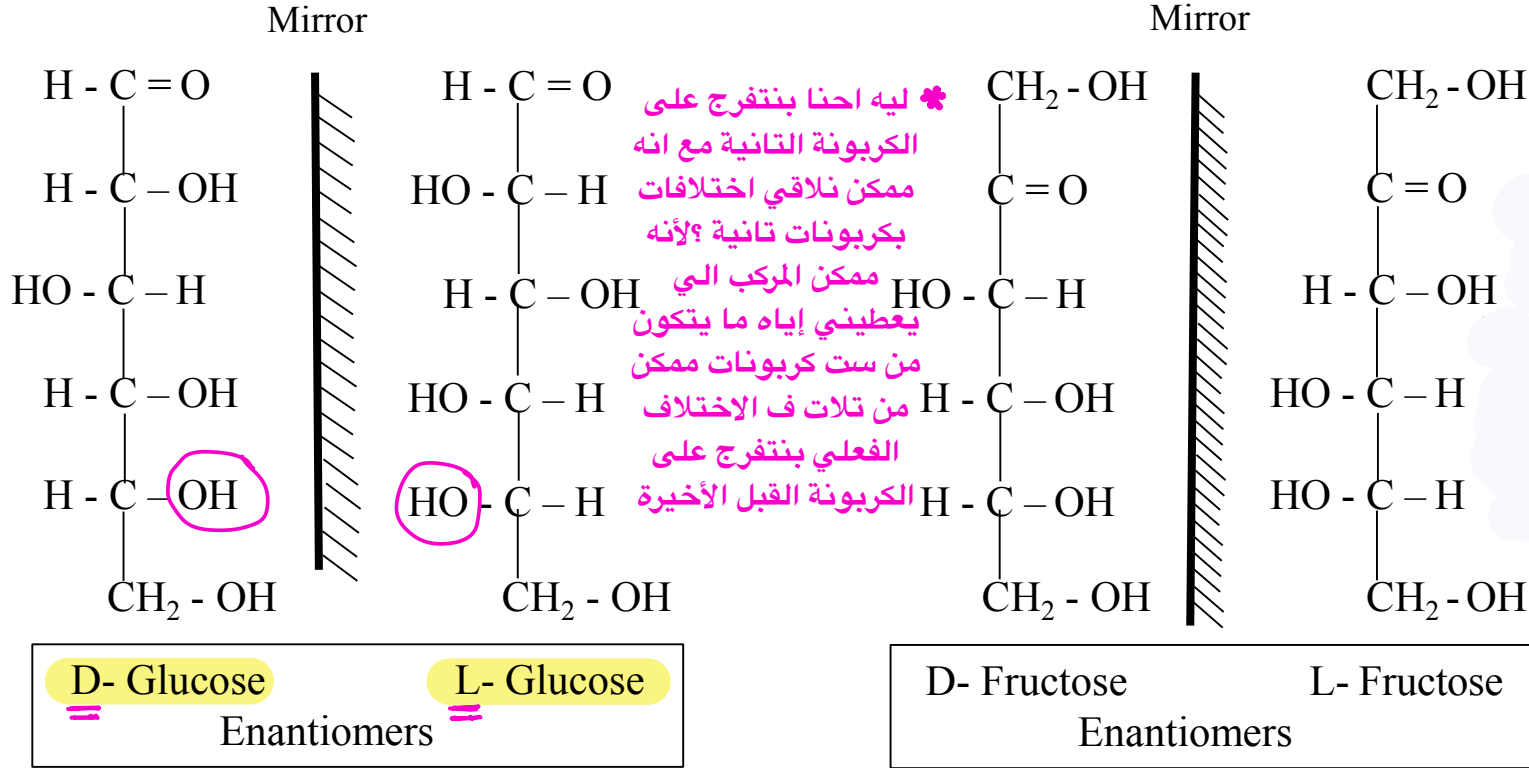 Mirror
H - C = O
H - C – OH
HO - C – H
H - C – OH
H - C – OH
CH₂ - OH
H - C = O
HO - C – H
H - C – OH
HO - C – H
HO - C – H
CH₂ - OH
D- Glucose L- Glucose
Enantiomers
* ليه احنا بنتفرج على
الكربونة التانية مع انه
ممكن نلاقي اختلافات
بكربونات تانية ؟لأنه
ممكن المركب الي
يعطيني إياه ما يتكون
من ست كربونات ممكن
من تلات ف الاختلاف
الفعلي بنتفرج على
الكربونة القبل الأخيرة
Mirror
CH₂ - OH
C = O
HO - C – H
H - C – OH
H - C – OH
CH₂ - OH
CH₂ - OH
C = O
H - C – OH
HO - C – H
HO - C – H
CH₂ - OH
D- Fructose L- Fructose
Enantiomers